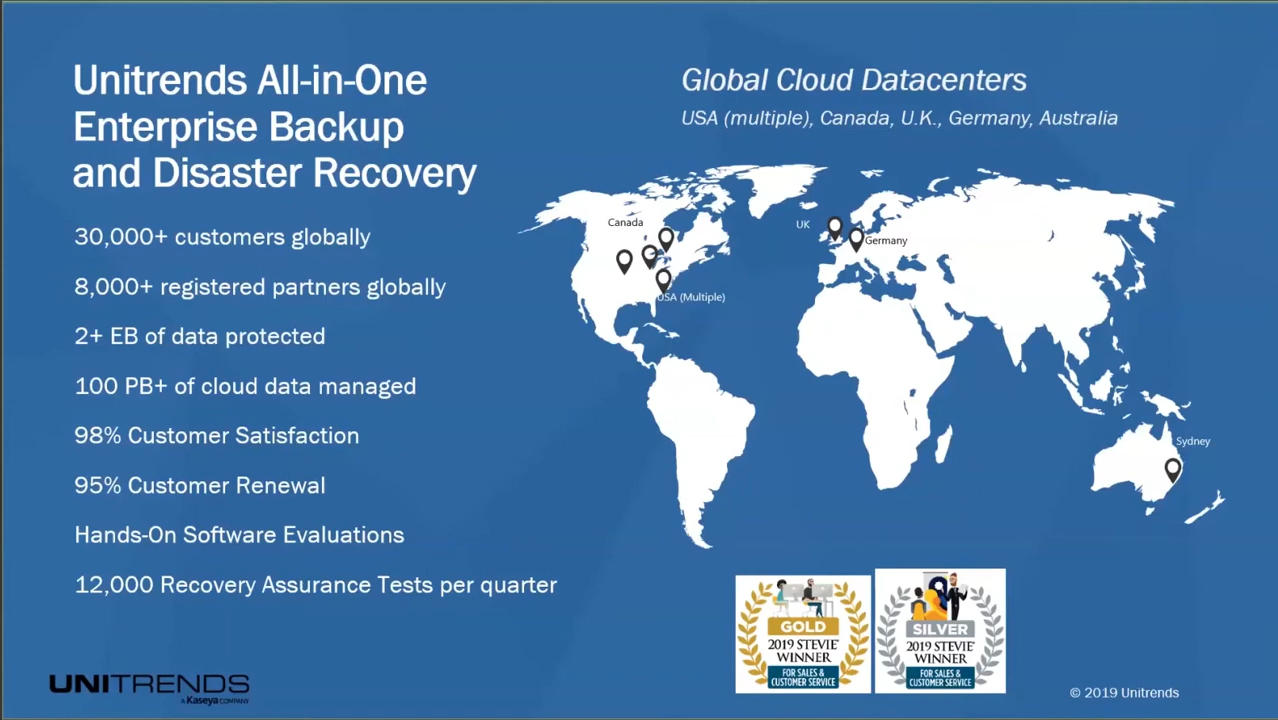 Unitrends All-in-One
Enterprise Backup
and Disaster Recovery
30,000+ customers globally
8,000+ registered partners globally
2+ EB of data protected
100 PB+ of cloud data managed
98% Customer Satisfaction
95% Customer Renewal
Hands-On Software Evaluations
12,000 Recovery Assurance Tests per quarter
Global Cloud Datacenters
USA (multiple), Canada, U.K., Germany, Australia
Canada
UK
Germany
USA (Multiple)
Sydney
GOLD
2019 STEVIE®
WINNER
FOR SALES &
CUSTOMER SERVICE
SILVER
2019 STEVIE®
WINNER
FOR SALES &
CUSTOMER SERVICE
UNITRENDS
A Kaseya COMPANY
© 2019 Unitrends